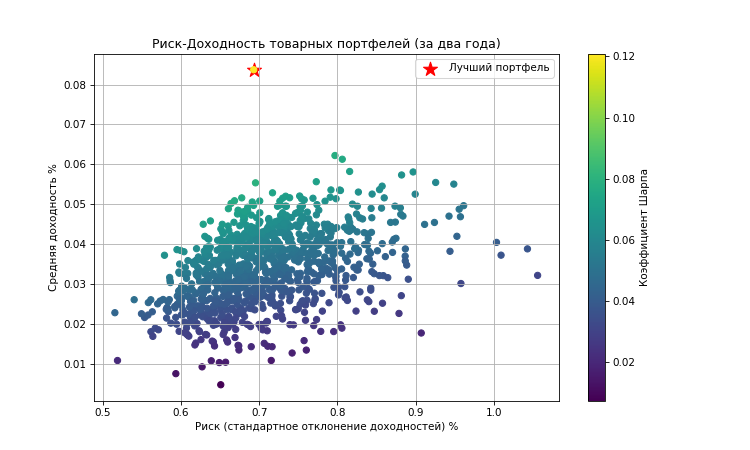 Риск-Доходность товарных портфелей (за два года)
Лучший портфель
Средняя доходность %
0.08
0.07
0.06
0.05
0.04
0.03
0.02
0.01
0.5 0.6 0.7 0.8 0.9 1.0
Риск (стандартное отклонение доходностей) %
0.12
0.10
0.08
0.06
0.04
0.02
Коэффициент Шарпа